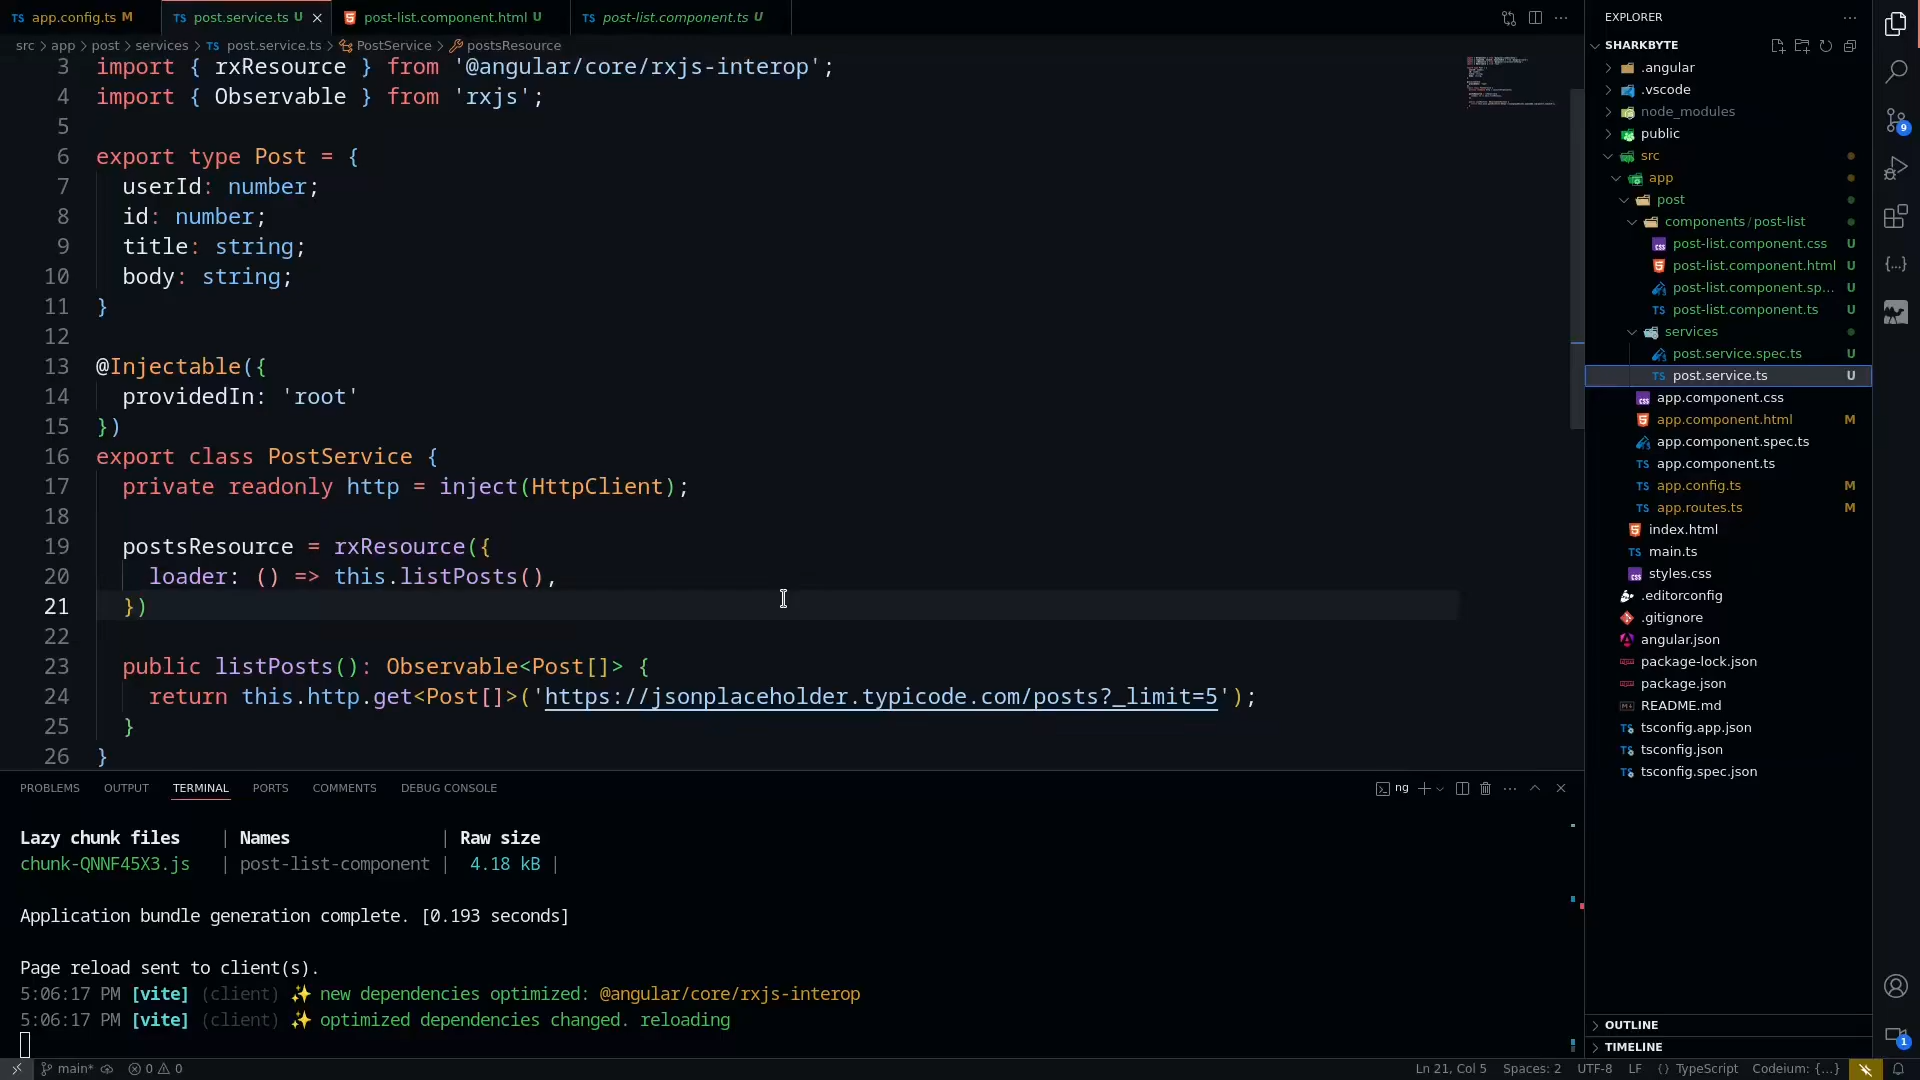 app.config.ts M
post.service.ts U
post-list.component.html U
post-list.component.ts U
src > app > post > services > TS post.service.ts > PostService > postsResource
3 import { rxResource } from '@angular/core/rxjs-interop';
4 import { Observable } from 'rxjs';
5
6 export type Post = {
7 userId: number;
8 id: number;
9 title: string;
10 body: string;
11 }
12
13 @Injectable({
14 providedIn: 'root'
15 })
16 export class PostService {
17 private readonly http = inject(HttpClient);
18
19 postsResource = rxResource({
20 loader: () => this.listPosts(),
21 })
22
23 public listPosts(): Observable<Post[]> {
24 return this.http.get<Post[]>('https://jsonplaceholder.typicode.com/posts?_limit=5');
25 }
26 }
PROBLEMS OUTPUT TERMINAL PORTS COMMENTS DEBUG CONSOLE
ng
Lazy chunk files | Names | Raw size
chunk-QNNF45X3.js | post-list-component | 4.18 kB |
Application bundle generation complete. [0.193 seconds]
Page reload sent to client(s).
5:06:17 PM [vite] (client) ✨ new dependencies optimized: @angular/core/rxjs-interop
5:06:17 PM [vite] (client) ✨ optimized dependencies changed. reloading
main* 0 0
Ln 21, Col 5 Spaces: 2 UTF-8 LF {} TypeScript Codeium: {...}
EXPLORER
SHARKBYTE
.angular
.vscode
node_modules
public
src
app
post
components/post-list
post-list.component.css U
post-list.component.html U
post-list.component.sp... U
TS post-list.component.ts U
services
post.service.spec.ts U
TS post.service.ts U
app.component.css
app.component.html M
app.component.spec.ts
TS app.component.ts
TS app.config.ts M
TS app.routes.ts M
index.html
TS main.ts
styles.css
.editorconfig
.gitignore
angular.json
package-lock.json
package.json
README.md
tsconfig.app.json
tsconfig.json
tsconfig.spec.json
OUTLINE
TIMELINE
9
1